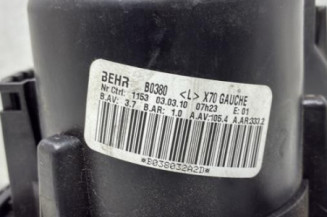 BEHR B0380 <L> X70 GAUCHE
Nr Ctrl: 1153 03.03.10 07h23 E: 01
B.AV: 3.7 B.AR: 1.0 A.AV:105.4 A.AR:333.2
*B038032A2D*